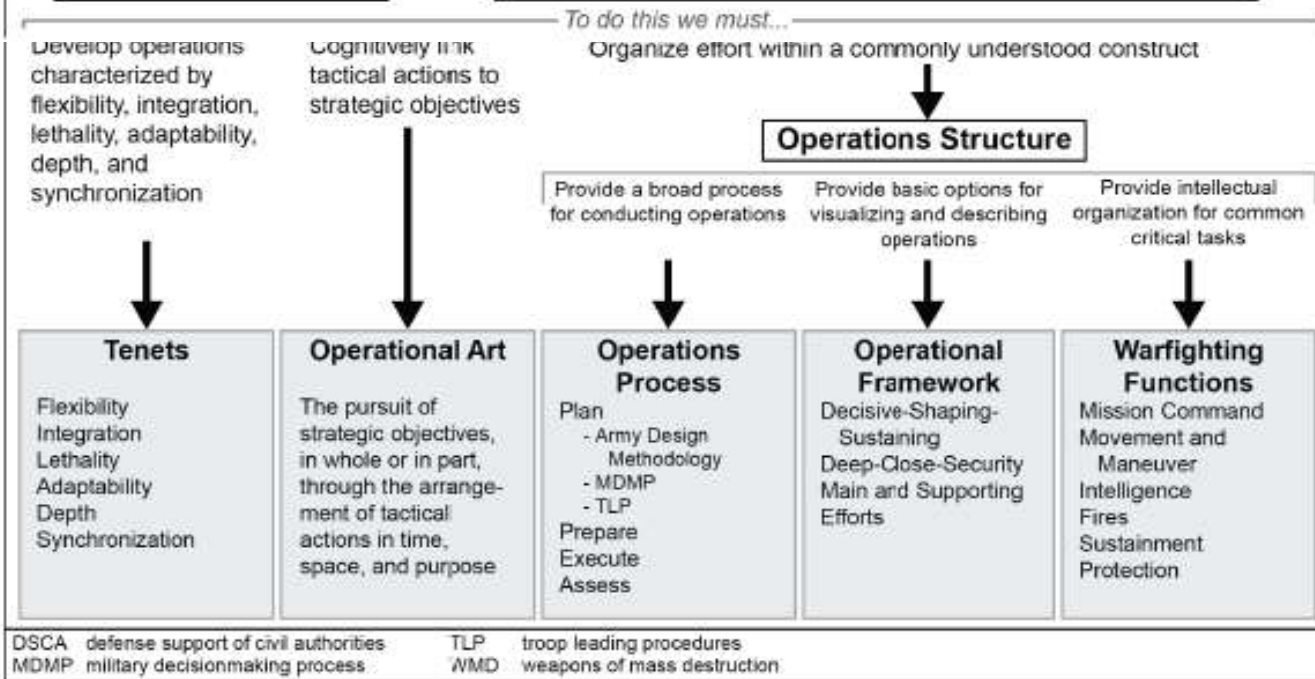 To do this we must...
Develop operations
characterized by
flexibility, integration,
lethality, adaptability,
depth, and
synchronization
Cognitively link
tactical actions to
strategic objectives
Organize effort within a commonly understood construct
Operations Structure
Provide a broad process
for conducting operations
Provide basic options for
visualizing and describing
operations
Provide intellectual
organization for common
critical tasks
Tenets
Flexibility
Integration
Lethality
Adaptability
Depth
Synchronization
Operational Art
The pursuit of
strategic objectives,
in whole or in part,
through the arrange-
ment of tactical
actions in time,
space, and purpose
Operations
Process
Plan
- Army Design
Methodology
- MDMP
- TLP
Prepare
Execute
Assess
Operational
Framework
Decisive-Shaping-
Sustaining
Deep-Close-Security
Main and Supporting
Efforts
Warfighting
Functions
Mission Command
Movement and
Maneuver
Intelligence
Fires
Sustainment
Protection
DSCA defense support of civil authorities
MDMP military decisionmaking process
TLP troop leading procedures
WMD weapons of mass destruction